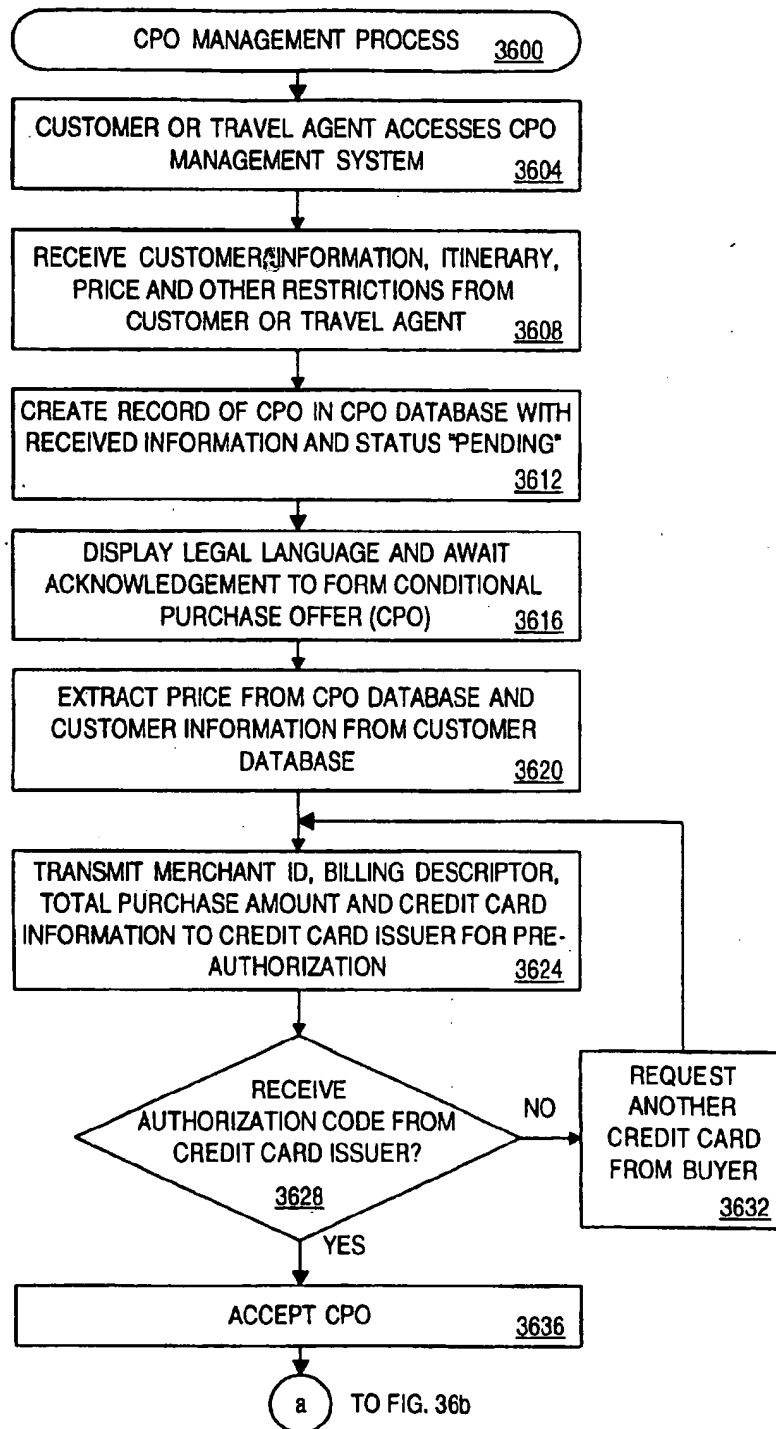 CPO MANAGEMENT PROCESS 3600
CUSTOMER OR TRAVEL AGENT ACCESSES CPO
MANAGEMENT SYSTEM
3604
RECEIVE CUSTOMER INFORMATION, ITINERARY,
PRICE AND OTHER RESTRICTIONS FROM
CUSTOMER OR TRAVEL AGENT
3608
CREATE RECORD OF CPO IN CPO DATABASE WITH
RECEIVED INFORMATION AND STATUS "PENDING"
3612
DISPLAY LEGAL LANGUAGE AND AWAIT
ACKNOWLEDGEMENT TO FORM CONDITIONAL
PURCHASE OFFER (CPO)
3616
EXTRACT PRICE FROM CPO DATABASE AND
CUSTOMER INFORMATION FROM CUSTOMER
DATABASE
3620
TRANSMIT MERCHANT ID, BILLING DESCRIPTOR,
TOTAL PURCHASE AMOUNT AND CREDIT CARD
INFORMATION TO CREDIT CARD ISSUER FOR PRE-
AUTHORIZATION
3624
RECEIVE
AUTHORIZATION CODE FROM
CREDIT CARD ISSUER?
3628
NO
REQUEST
ANOTHER
CREDIT CARD
FROM BUYER
3632
YES
ACCEPT CPO 3636
a TO FIG. 36b